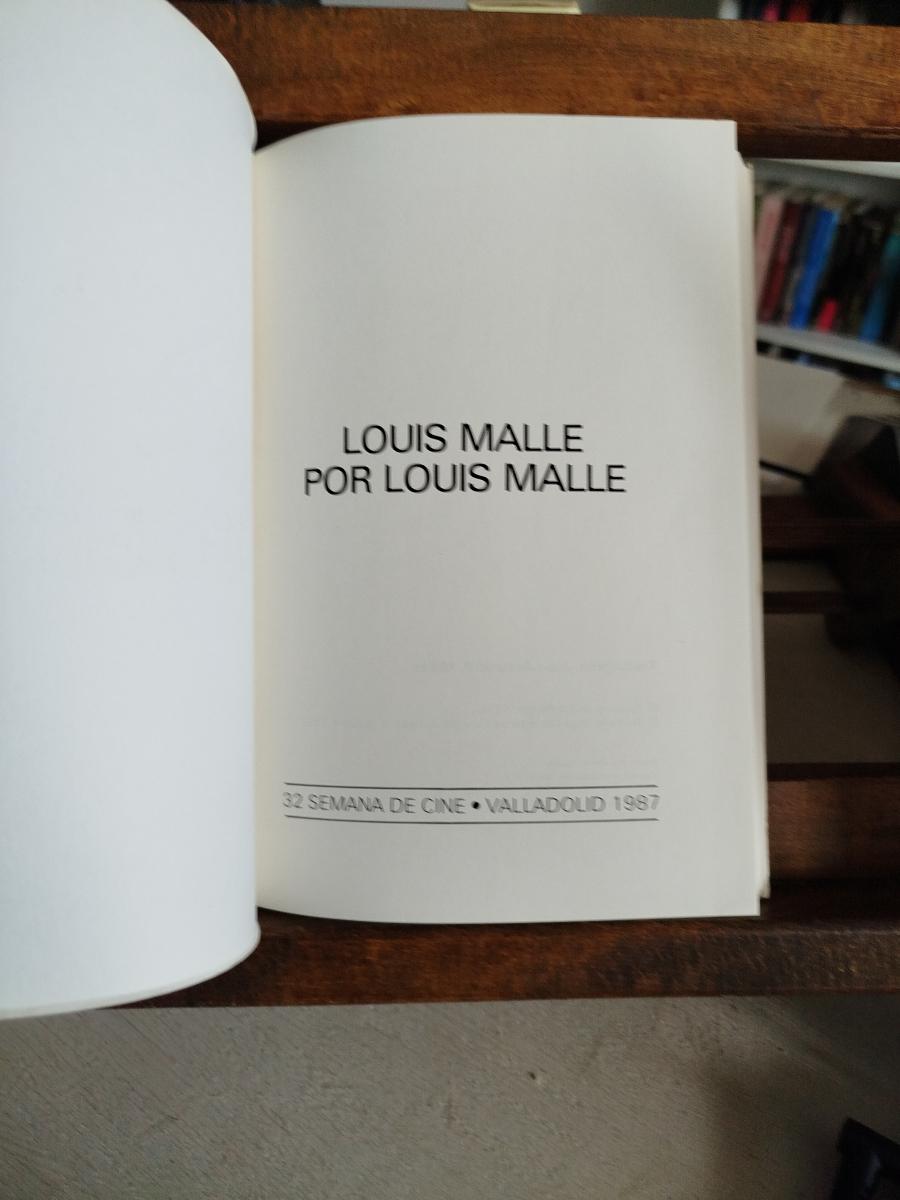 LOUIS MALLE
POR LOUIS MALLE
32 SEMANA DE CINE • VALLADOLID 1987